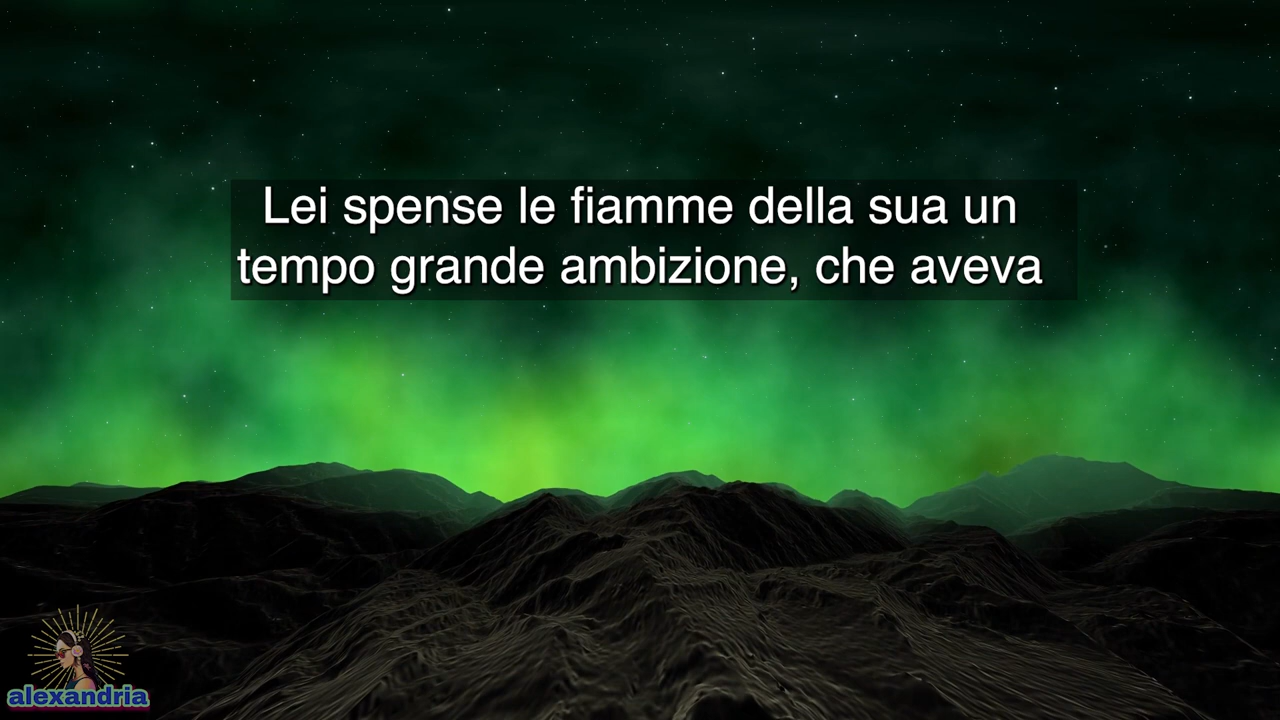 Lei spense le fiamme della sua un
tempo grande ambizione, che aveva
alexandria